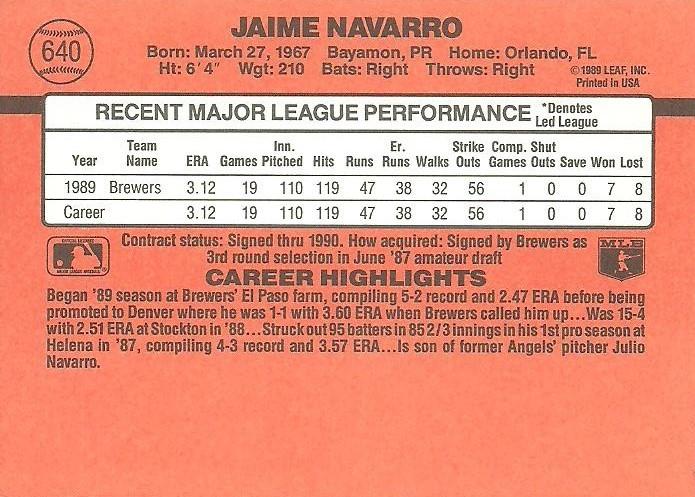 640
JAIME NAVARRO
Born: March 27, 1967 Bayamon, PR Home: Orlando, FL
Ht: 6'4" Wgt: 210 Bats: Right Throws: Right
©1989 LEAF, INC.
Printed in USA
RECENT MAJOR LEAGUE PERFORMANCE *Denotes
Led League
Team Inn. Er. Strike Comp. Shut
Year Name ERA Games Pitched Hits Runs Runs Walks Outs Games Outs Save Won Lost
1989 Brewers 3.12 19 110 119 47 38 32 56 1 0 0 7 8
Career 3.12 19 110 119 47 38 32 56 1 0 0 7 8
Contract status: Signed thru 1990. How acquired: Signed by Brewers as
3rd round selection in June '87 amateur draft
MLB
CAREER HIGHLIGHTS
Began '89 season at Brewers' El Paso farm, compiling 5-2 record and 2.47 ERA before being
promoted to Denver where he was 1-1 with 3.60 ERA when Brewers called him up...Was 15-4
with 2.51 ERA at Stockton in '88...Struck out 95 batters in 85 2/3 innings in his 1st pro season at
Helena in '87, compiling 4-3 record and 3.57 ERA...Is son of former Angels' pitcher Julio
Navarro.